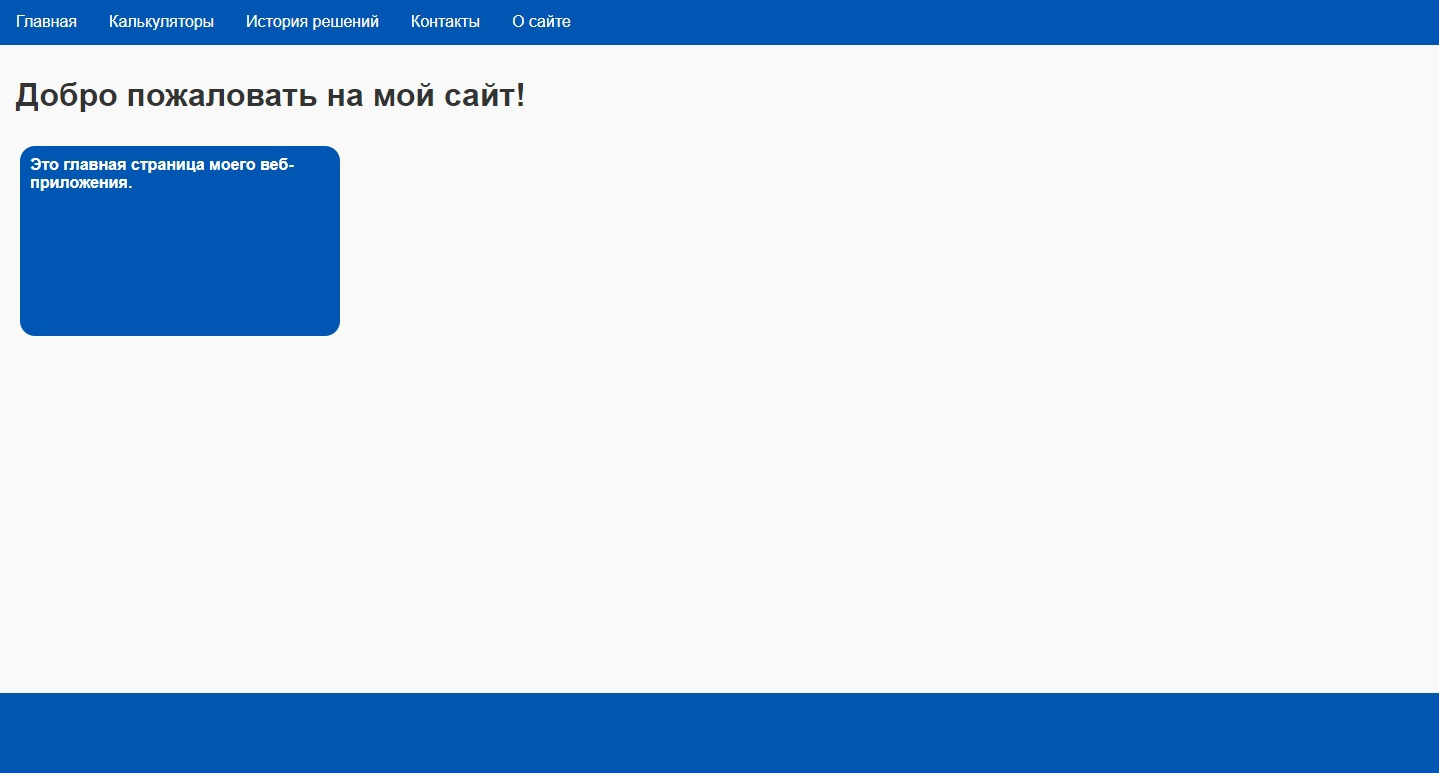 Главная Калькуляторы История решений Контакты О сайте
Добро пожаловать на мой сайт!
Это главная страница моего веб-
приложения.